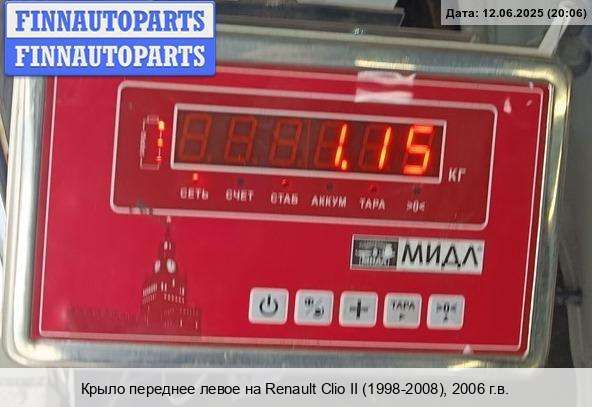 FINNAUTOPARTS
FINNAUTOPARTS
Дата: 12.06.2025 (20:06)
1.15
КГ
СЕТЬ СЧЕТ СТАБ АККУМ ТАРА >0<
МИДЛ
ТАРА >0<
Крыло переднее левое на Renault Clio II (1998-2008), 2006 г.в.